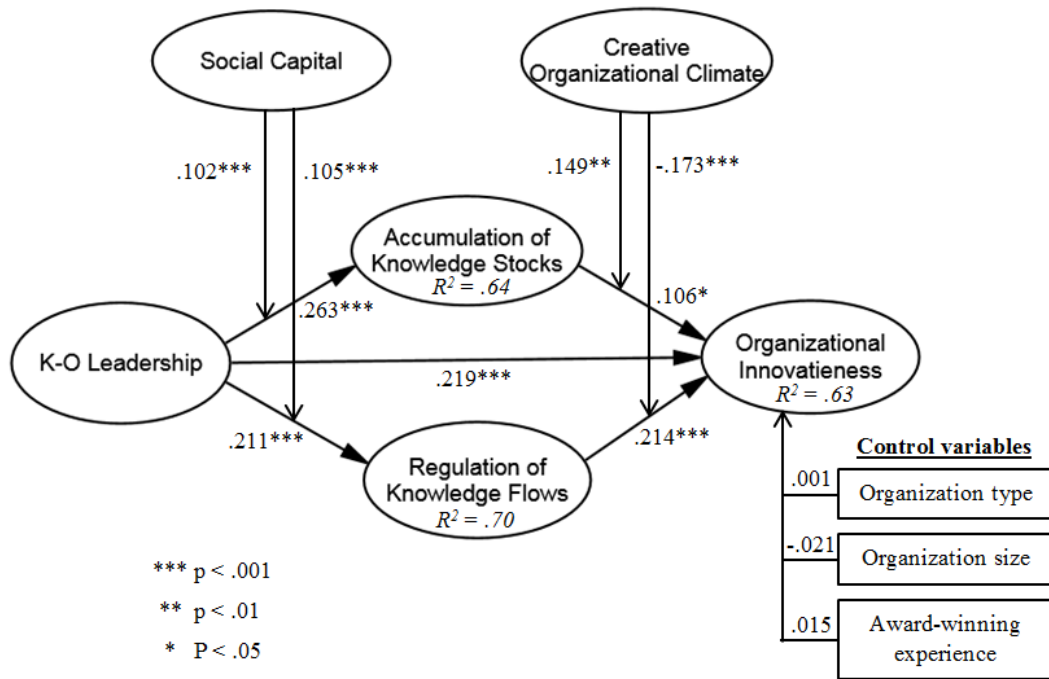 Social Capital
Creative
Organizational Climate
.102***
.105***
.149**
-.173***
Accumulation of
Knowledge Stocks
R² = .64
.263***
.106*
K-O Leadership
.219***
Organizational
Innovatieness
R² = .63
.211***
.214***
Regulation of
Knowledge Flows
R² = .70
Control variables
.001
Organization type
-.021
Organization size
.015
Award-winning
experience
*** p < .001
** p < .01
* P < .05